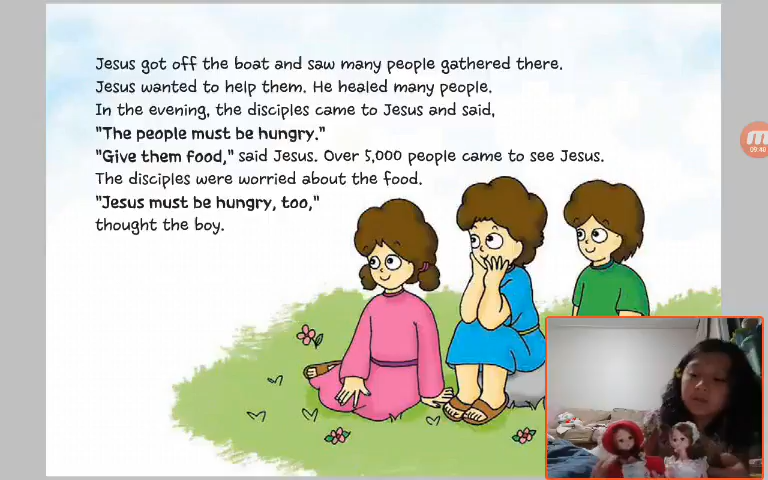 Jesus got off the boat and saw many people gathered there.
Jesus wanted to help them. He healed many people.
In the evening, the disciples came to Jesus and said,
"The people must be hungry."
"Give them food," said Jesus. Over 5,000 people came to see Jesus.
The disciples were worried about the food.
"Jesus must be hungry, too,"
thought the boy.
09:40